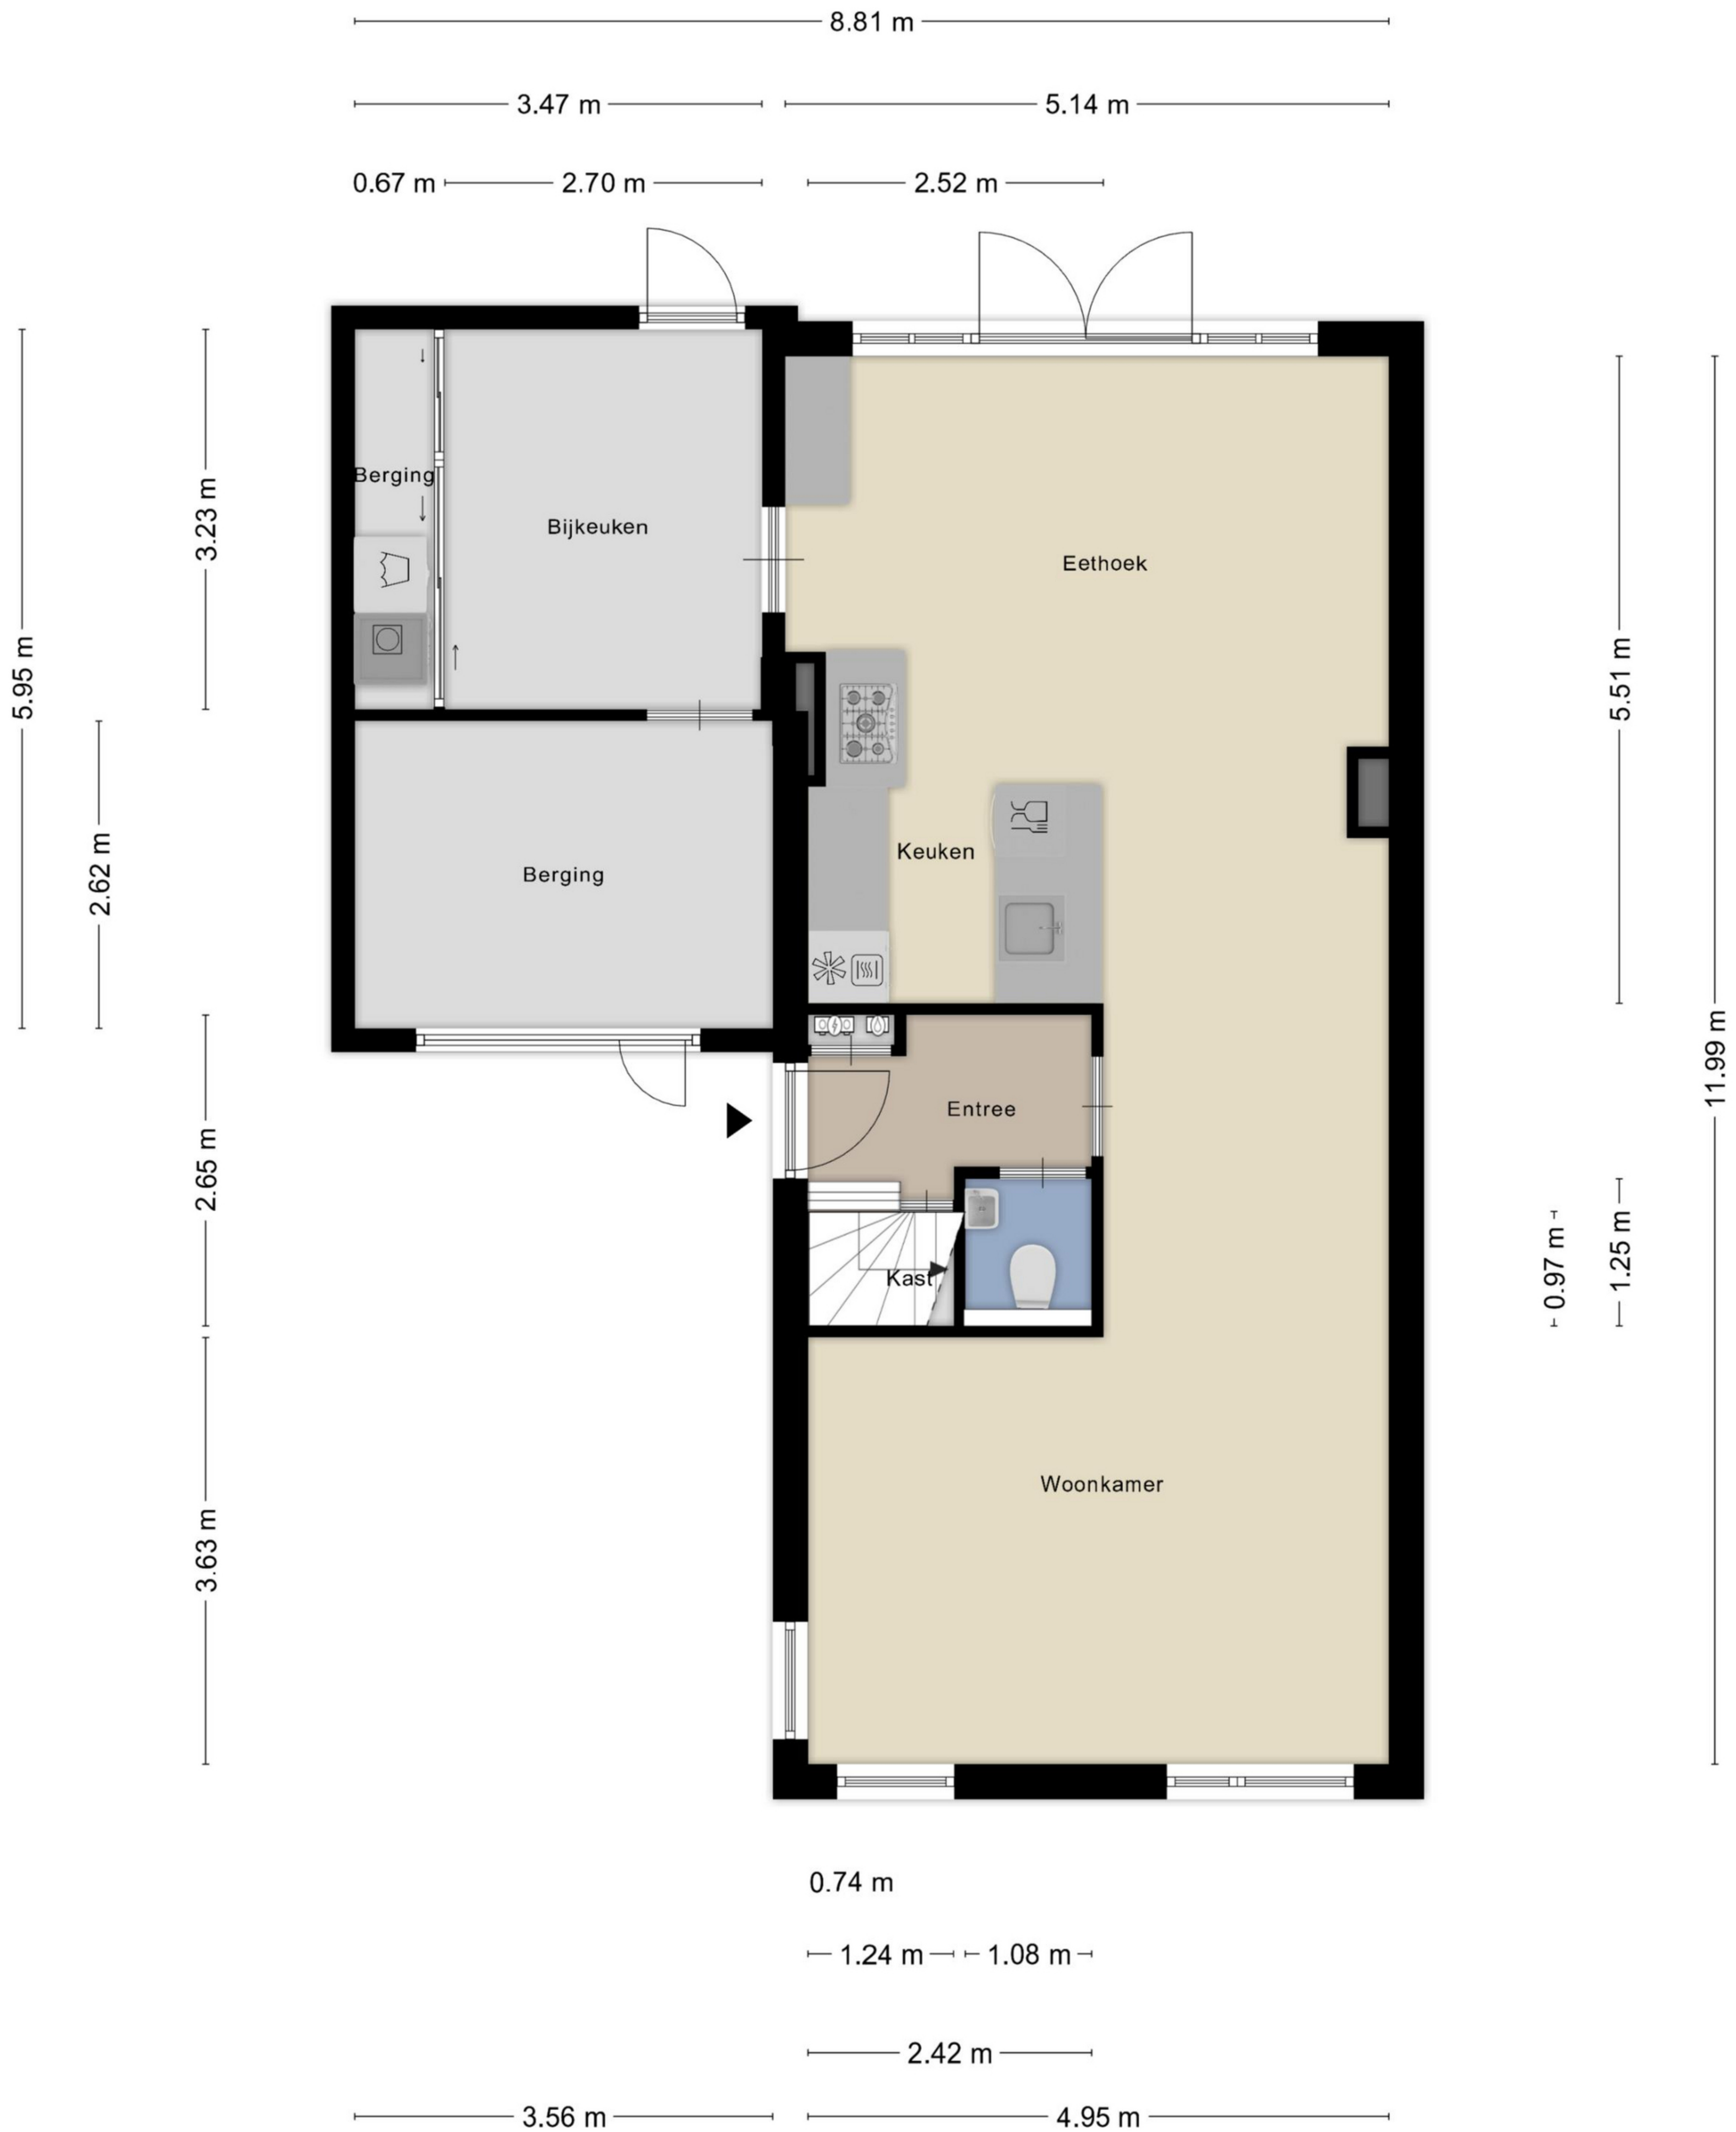 8.81 m
3.47 m
5.14 m
0.67 m
2.70 m
2.52 m
Berging
Bijkeuken
Eethoek
3.23 m
5.95 m
5.51 m
2.62 m
Keuken
Berging
11.99 m
Entree
2.65 m
0.97 m
1.25 m
Kast
Woonkamer
3.63 m
0.74 m
1.24 m
1.08 m
2.42 m
3.56 m
4.95 m